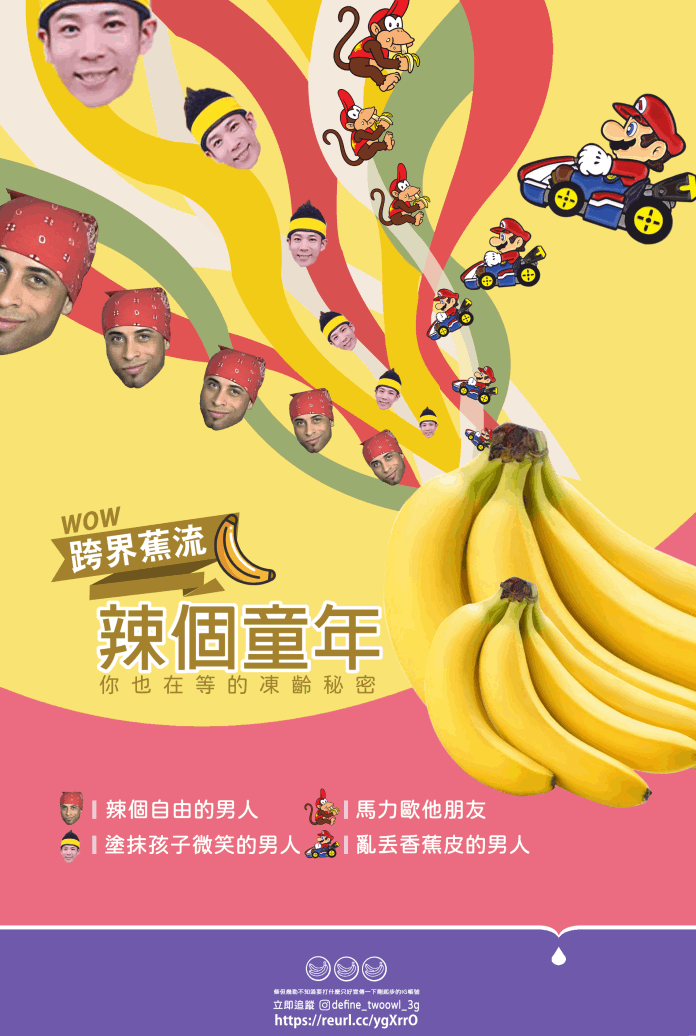 WOW
跨界蕉流
辣個童年
你也在等的凍齡秘密
辣個自由的男人
馬力歐他朋友
塗抹孩子微笑的男人
亂丟香蕉皮的男人
立即追蹤 define_twoowl_3g
https://reurl.cc/ygXrrO